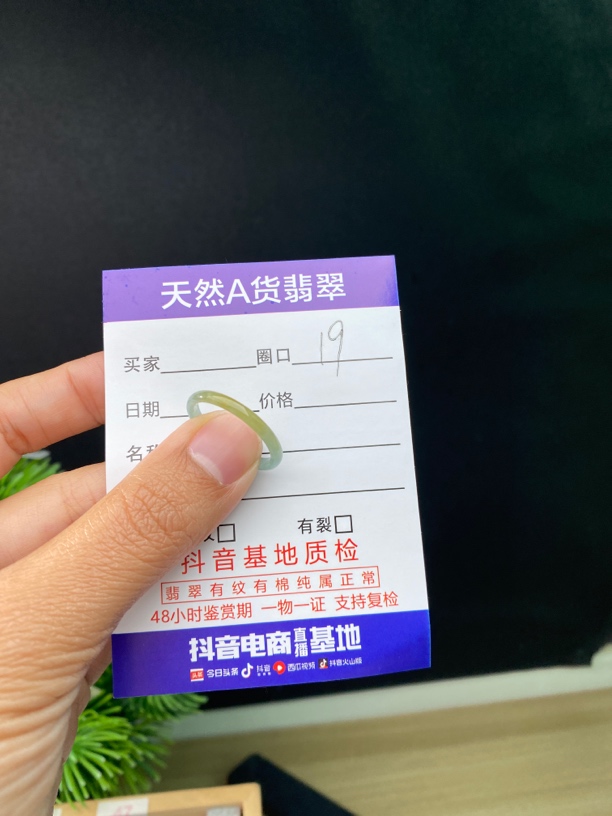 天然A货翡翠
买家 圈口 19
日期 价格
名称
有裂
抖音基地质检
翡翠有纹有棉纯属正常
48小时鉴赏期 一物一证 支持复检
抖音电商直播基地
头条 今日头条 抖音 西瓜视频 抖音火山版